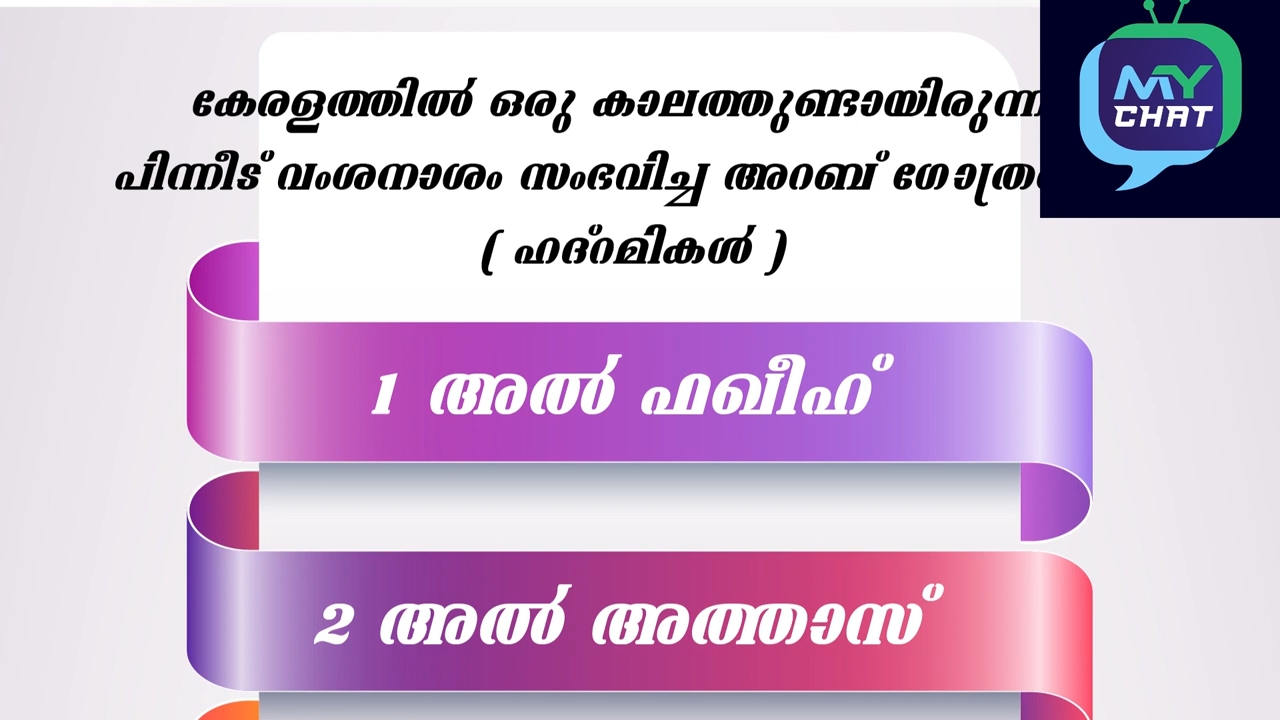 കേരളത്തിൽ ഒരു കാലത്തുണ്ടായിരുന്ന
പിന്നീട് വംശനാശം സംഭവിച്ച അറബ്
( ഹദ്റമികൾ )
1 അൽ ഫഖീഹ്
2 അൽ അത്താസ്
MY
CHAT